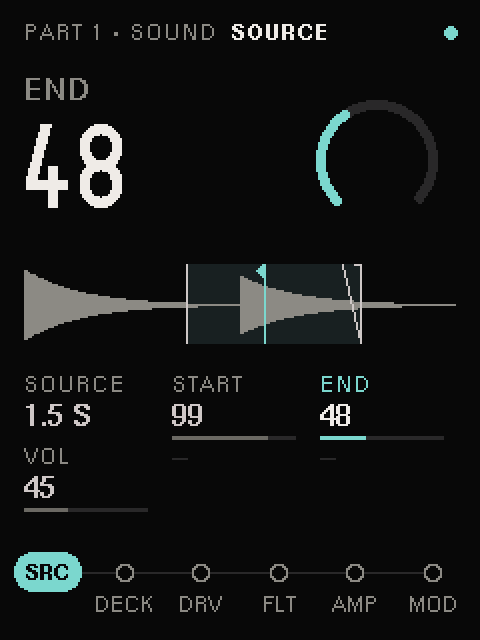 PART 1 · SOUND SOURCE
END
48
SOURCE START END
1.5 S 99 48
VOL — —
45
SRC DECK DRV FLT AMP MOD